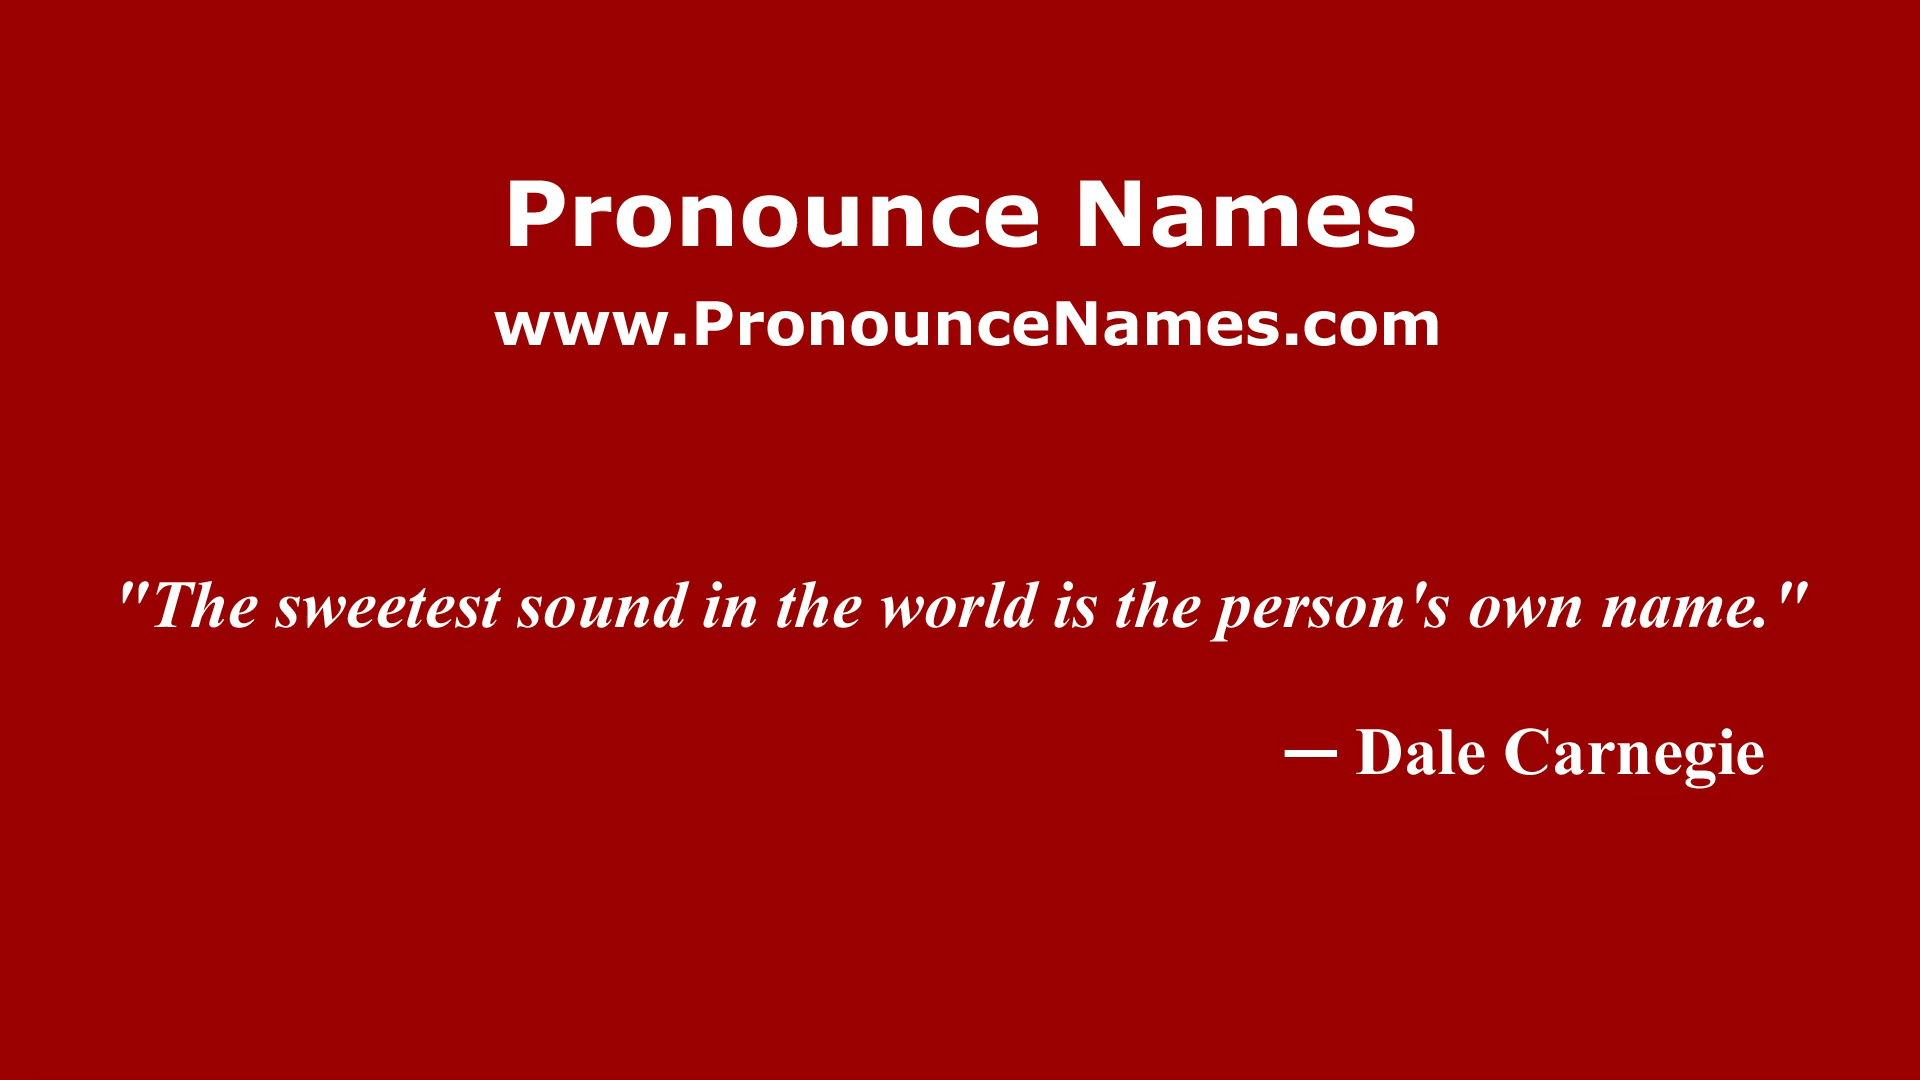 Pronounce Names
www.PronounceNames.com
"The sweetest sound in the world is the person's own name."
— Dale Carnegie